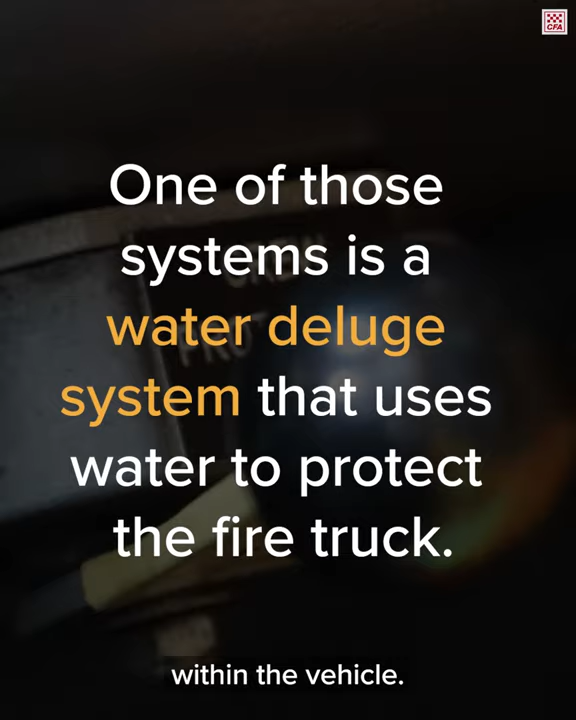 CFA
One of those
systems is a
water deluge
system that uses
water to protect
the fire truck.
within the vehicle.